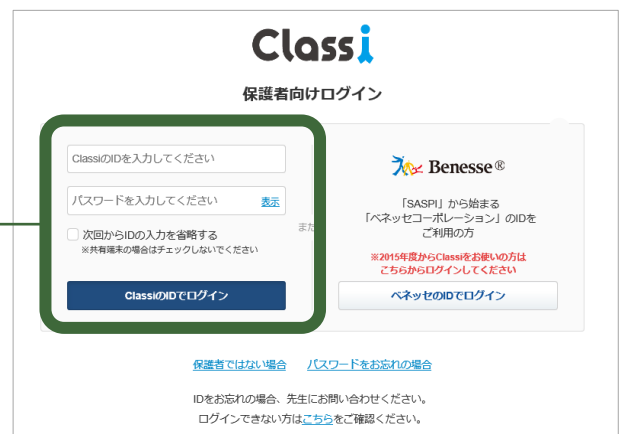 Classi
保護者向けログイン
ClassiのIDを入力してください
パスワードを入力してください 表示
次回からIDの入力を省略する
※共有端末の場合はチェックしないでください
ClassiのIDでログイン
また
Benesse®
「SASPI」から始まる
「ベネッセコーポレーション」のIDを
ご利用の方
※2015年度からClassiをお使いの方は
こちらからログインしてください
ベネッセのIDでログイン
保護者ではない場合 パスワードをお忘れの場合
IDをお忘れの場合、先生にお問い合わせください。
ログインできない方はこちらをご確認ください。